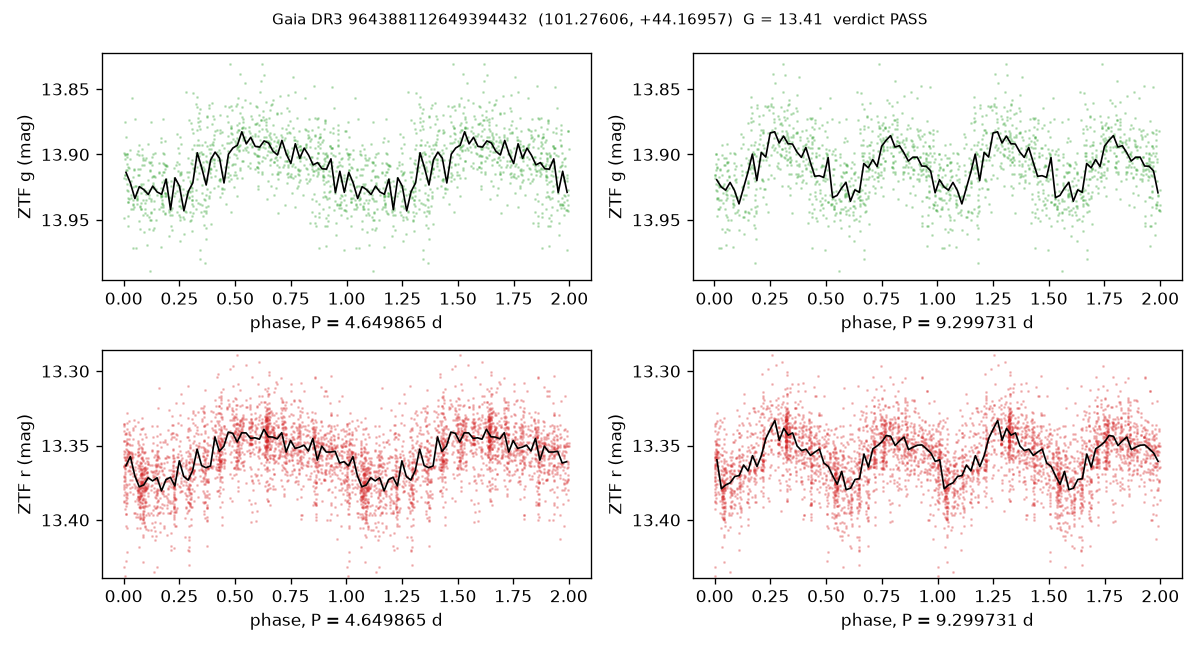 Gaia DR3 964388112649394432  (101.27606, +44.16957)  G = 13.41  verdict PASS
ZTF g (mag)
13.85
13.90
13.95
0.00 0.25 0.50 0.75 1.00 1.25 1.50 1.75 2.00
phase, P = 4.649865 d
ZTF g (mag)
13.85
13.90
13.95
0.00 0.25 0.50 0.75 1.00 1.25 1.50 1.75 2.00
phase, P = 9.299731 d
ZTF r (mag)
13.30
13.35
13.40
0.00 0.25 0.50 0.75 1.00 1.25 1.50 1.75 2.00
phase, P = 4.649865 d
ZTF r (mag)
13.30
13.35
13.40
0.00 0.25 0.50 0.75 1.00 1.25 1.50 1.75 2.00
phase, P = 9.299731 d